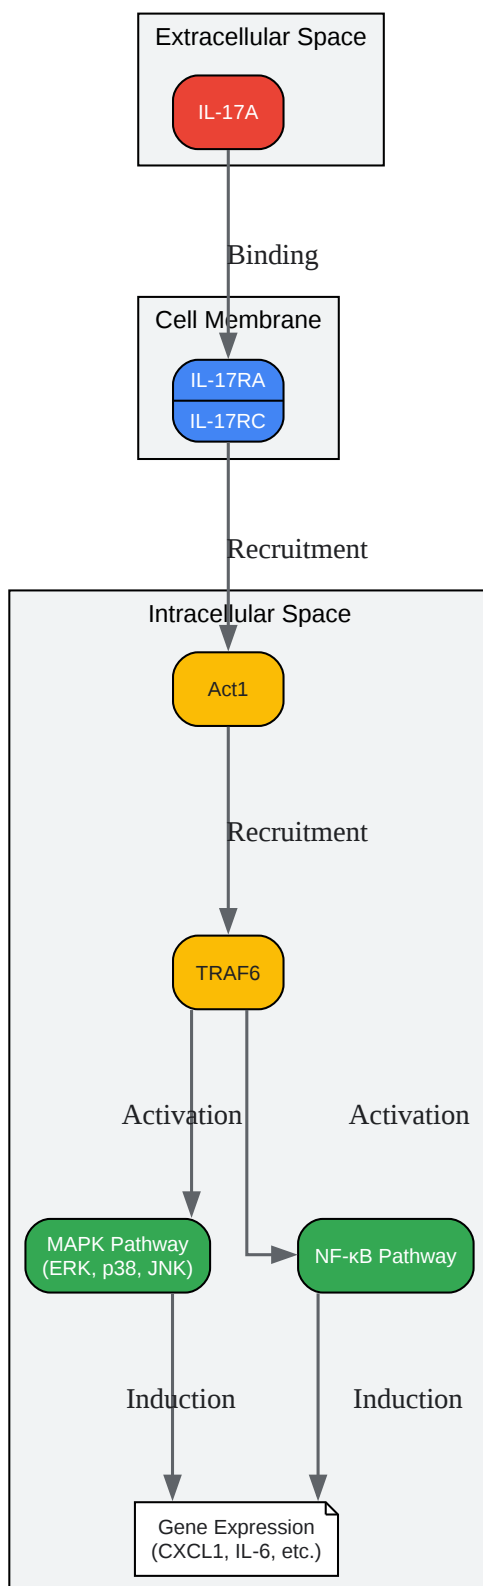 Extracellular Space
IL-17A
Binding
Cell Membrane
IL-17RA
IL-17RC
Recruitment
Intracellular Space
Act1
Recruitment
TRAF6
Activation
Activation
MAPK Pathway
(ERK, p38, JNK)
NF-κB Pathway
Induction
Induction
Gene Expression
(CXCL1, IL-6, etc.)